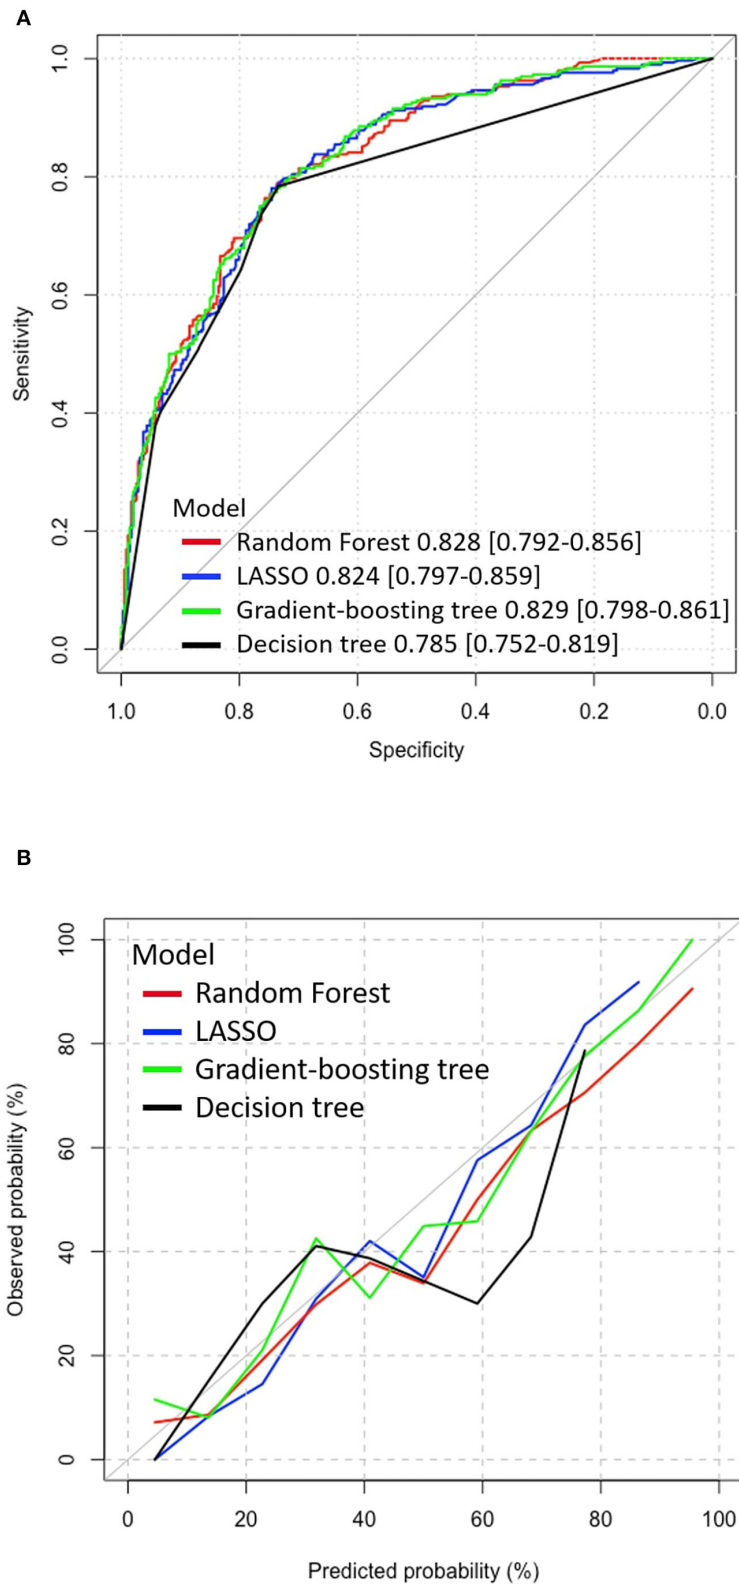 A
1.0
0.8
0.6
0.4
0.2
0.0
Sensitivity
Model
Random Forest 0.828 [0.792-0.856]
LASSO 0.824 [0.797-0.859]
Gradient-boosting tree 0.829 [0.798-0.861]
Decision tree 0.785 [0.752-0.819]
1.0 0.8 0.6 0.4 0.2 0.0
Specificity
B
100
80
60
40
20
0
Observed probability (%)
Model
Random Forest
LASSO
Gradient-boosting tree
Decision tree
0 20 40 60 80 100
Predicted probability (%)